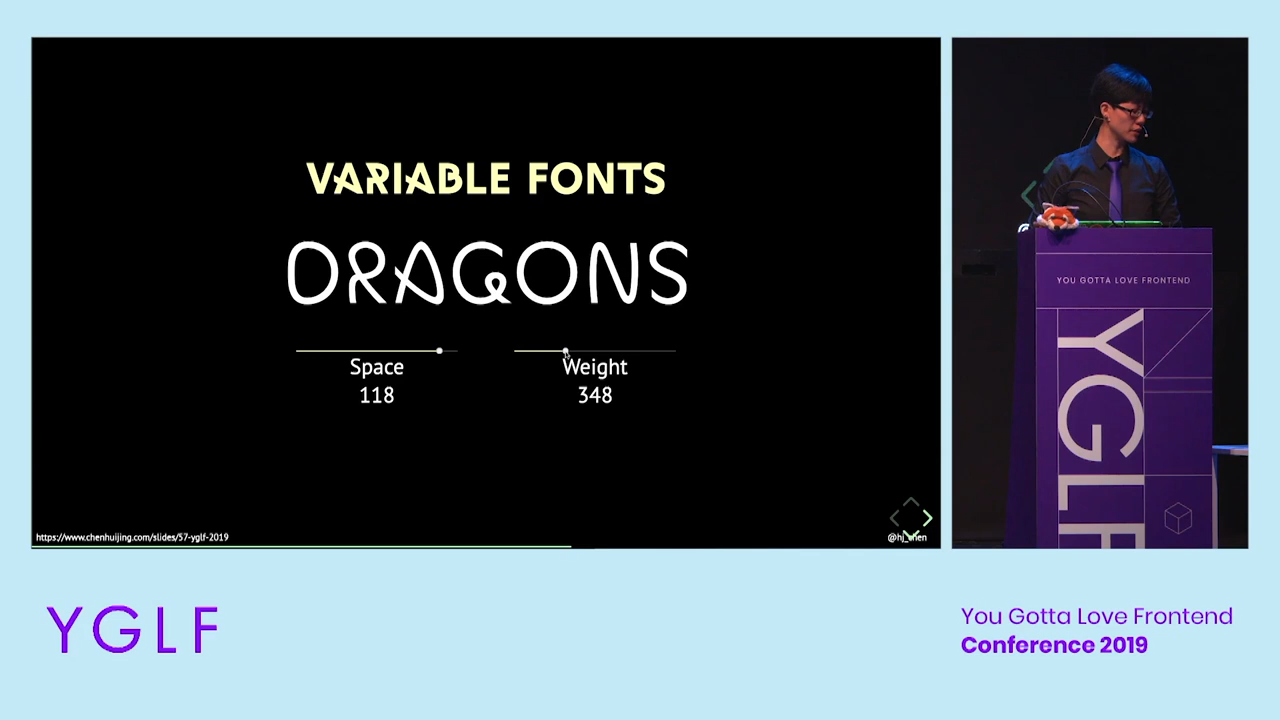 VARIABLE FONTS
DRAGONS
Space
118
Weight
348
https://www.chenhuijing.com/slides/57-yglf-2019
@hj_chen
YOU GOTTA LOVE FRONTEND
YGLF
YGLF
You Gotta Love Frontend
Conference 2019